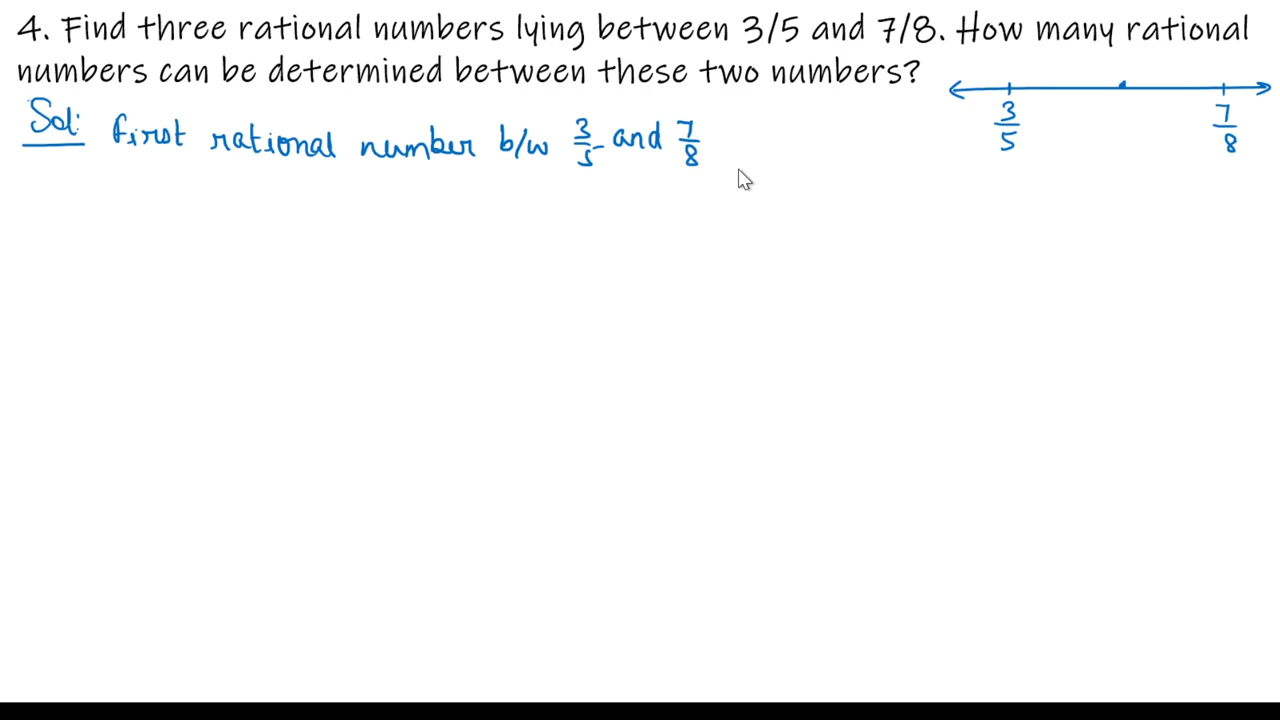 4. Find three rational numbers lying between 3/5 and 7/8. How many rational
numbers can be determined between these two numbers?
Sol: first rational number b/w 3/5 and 7/8
3/5 7/8